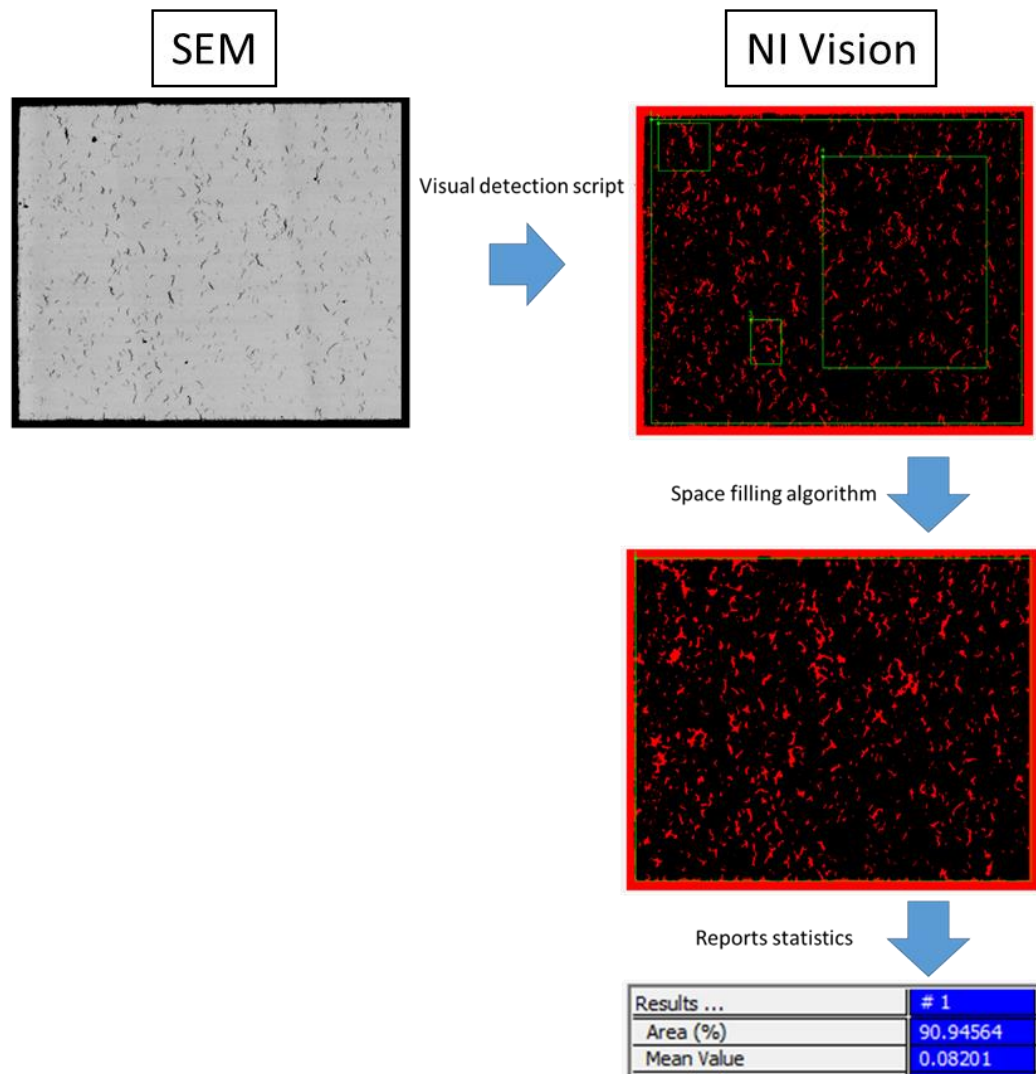 SEM
NI Vision
Visual detection script
Space filling algorithm
Reports statistics
Results ... # 1
Area (%) 90.94564
Mean Value 0.08201